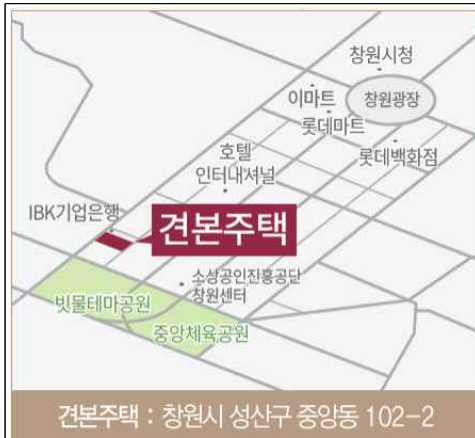 창원시청
이마트
창원광장
롯데마트
호텔
인터내셔널
롯데백화점
IBK기업은행
견본주택
소상공인진흥공단
창원센터
빗물테마공원
중앙체육공원
견본주택 : 창원시 성산구 중앙동 102-2